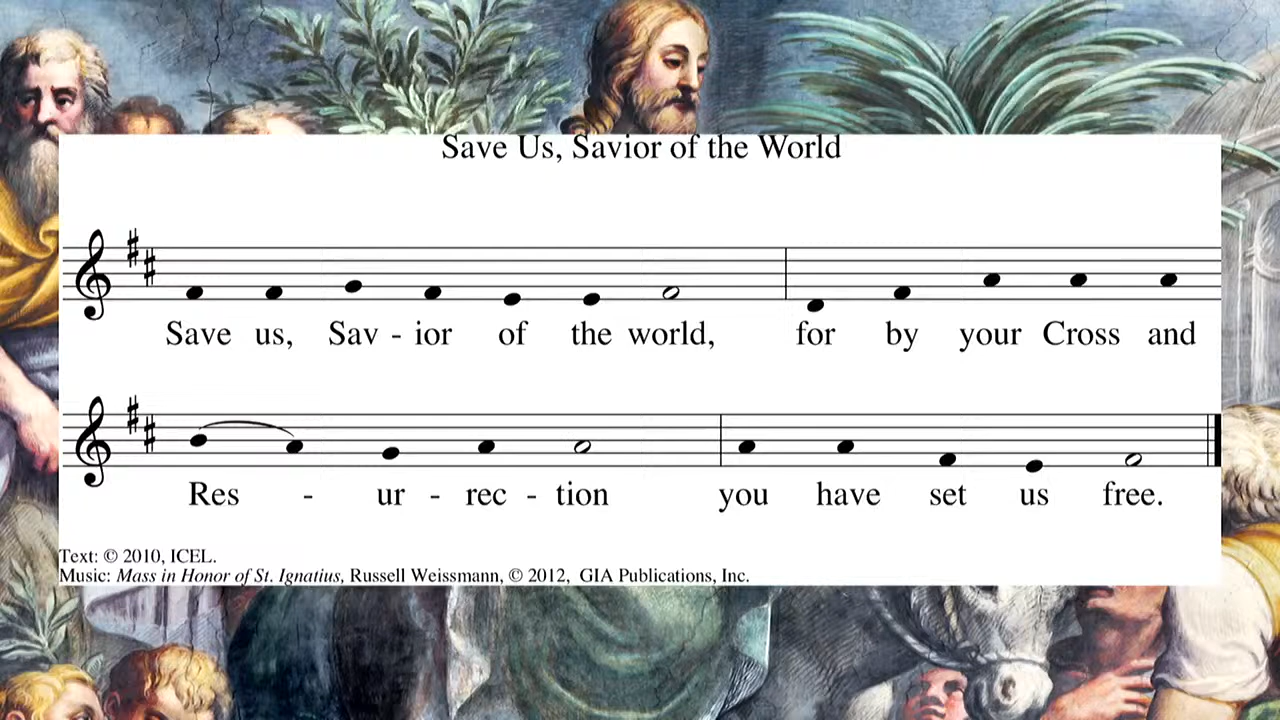 Save Us, Savior of the World
Save us, Sav - ior of the world, for by your Cross and
Res - ur - rec - tion you have set us free.
Text: © 2010, ICEL.
Music: Mass in Honor of St. Ignatius, Russell Weissmann, © 2012, GIA Publications, Inc.